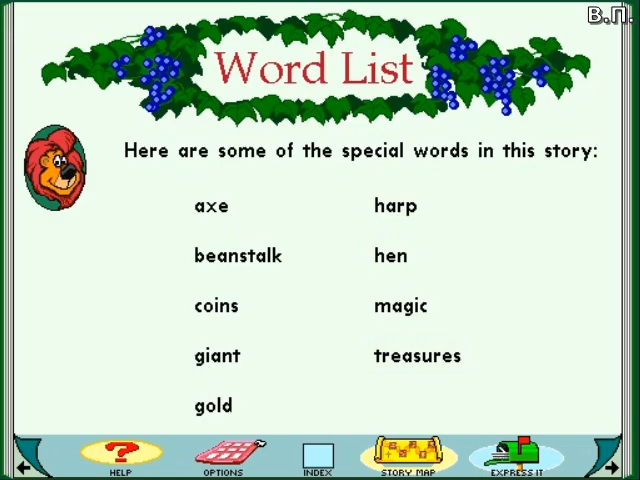 В.П.
Word List
Here are some of the special words in this story:
axe
beanstalk
coins
giant
gold
harp
hen
magic
treasures
HELP
OPTIONS
INDEX
STORY MAP
EXPRESS IT